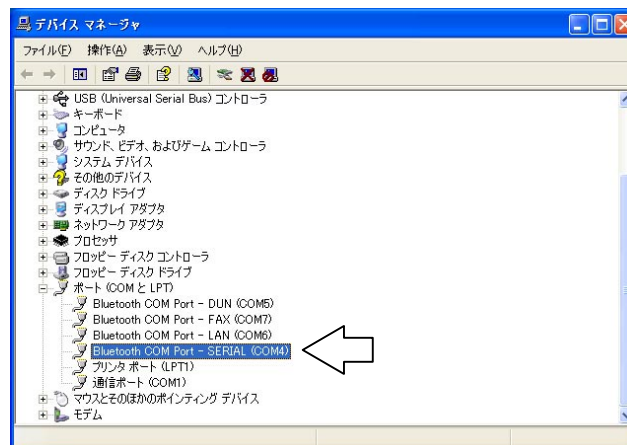 デバイス マネージャ
ファイル(F) 操作(A) 表示(V) ヘルプ(H)
USB (Universal Serial Bus) コントローラ
キーボード
コンピュータ
サウンド、ビデオ、およびゲーム コントローラ
システム デバイス
その他のデバイス
ディスク ドライブ
ディスプレイ アダプタ
ネットワーク アダプタ
プロセッサ
フロッピー ディスク コントローラ
フロッピー ディスク ドライブ
ポート (COM と LPT)
Bluetooth COM Port - DUN (COM5)
Bluetooth COM Port - FAX (COM7)
Bluetooth COM Port - LAN (COM6)
Bluetooth COM Port - SERIAL (COM4)
プリンタ ポート (LPT1)
通信ポート (COM1)
マウスとそのほかのポインティング デバイス
モデム